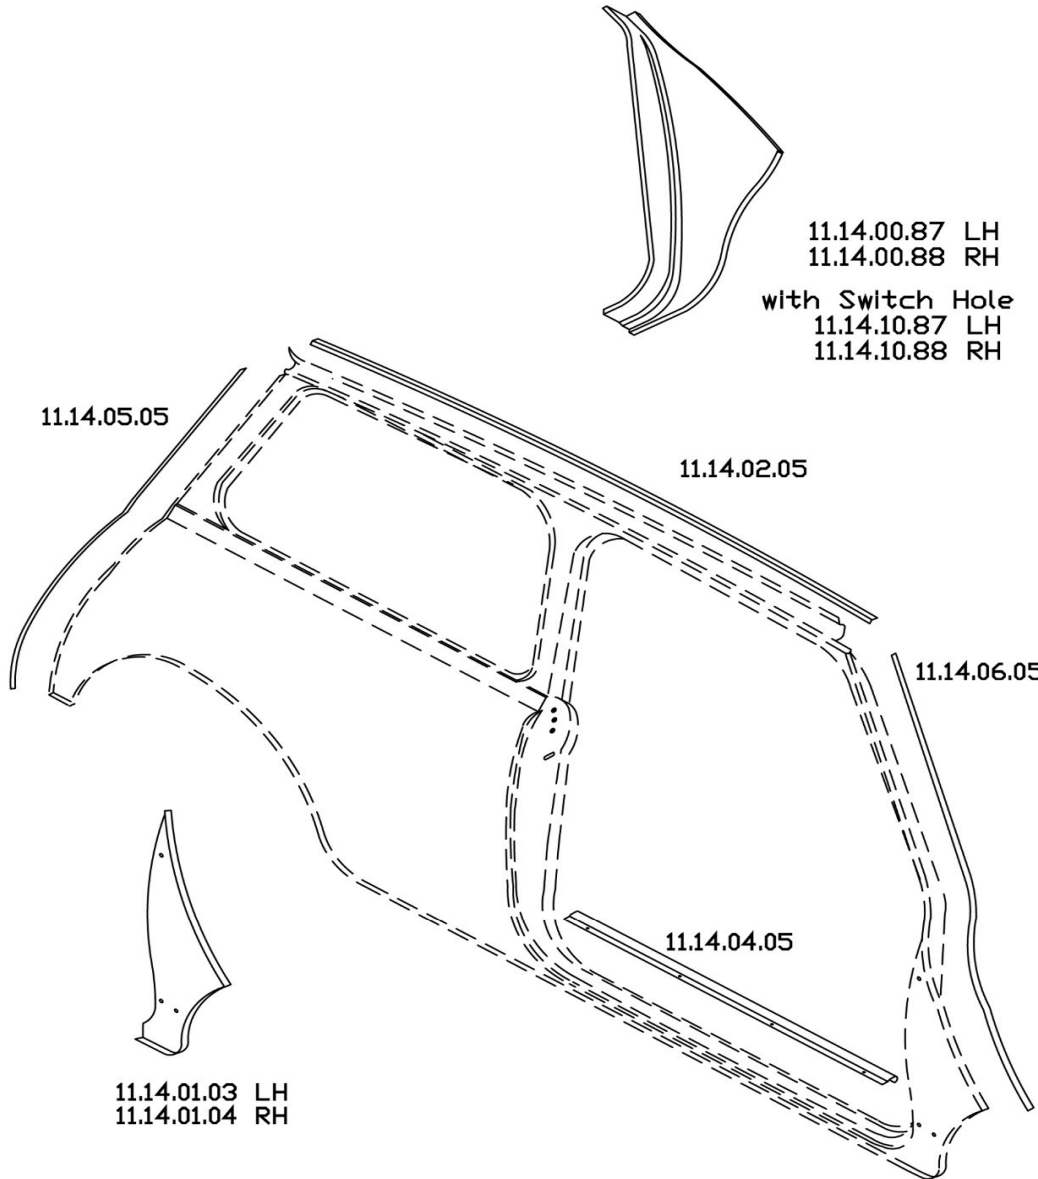 11.14.00.87 LH
11.14.00.88 RH
with Switch Hole
11.14.10.87 LH
11.14.10.88 RH
11.14.05.05
11.14.02.05
11.14.06.05
11.14.04.05
11.14.01.03 LH
11.14.01.04 RH